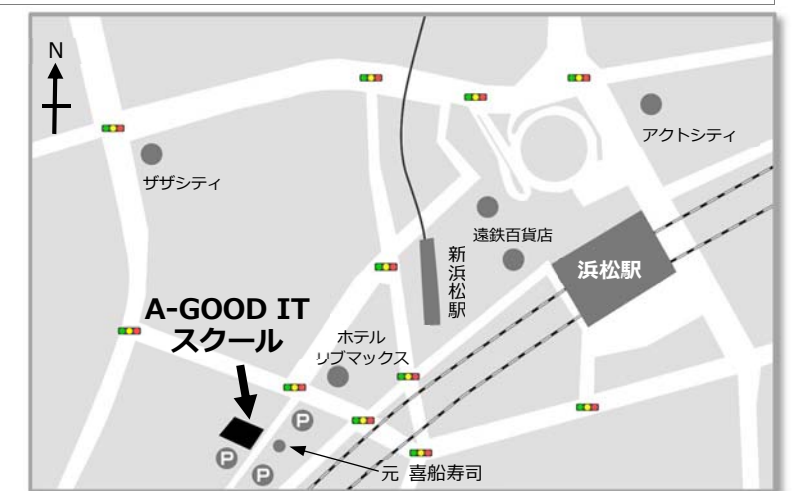 N
アクトシティ
ザザシティ
遠鉄百貨店
新浜松駅
浜松駅
A-GOOD IT
スクール
ホテル
リブマックス
P
P
P
元 喜船寿司